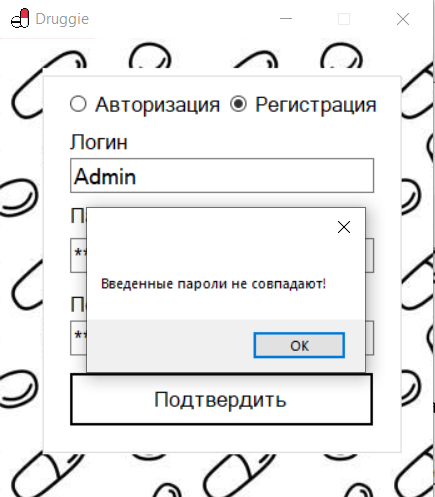 Druggie
Авторизация Регистрация
Логин
Admin
Введенные пароли не совпадают!
OK
Подтвердить